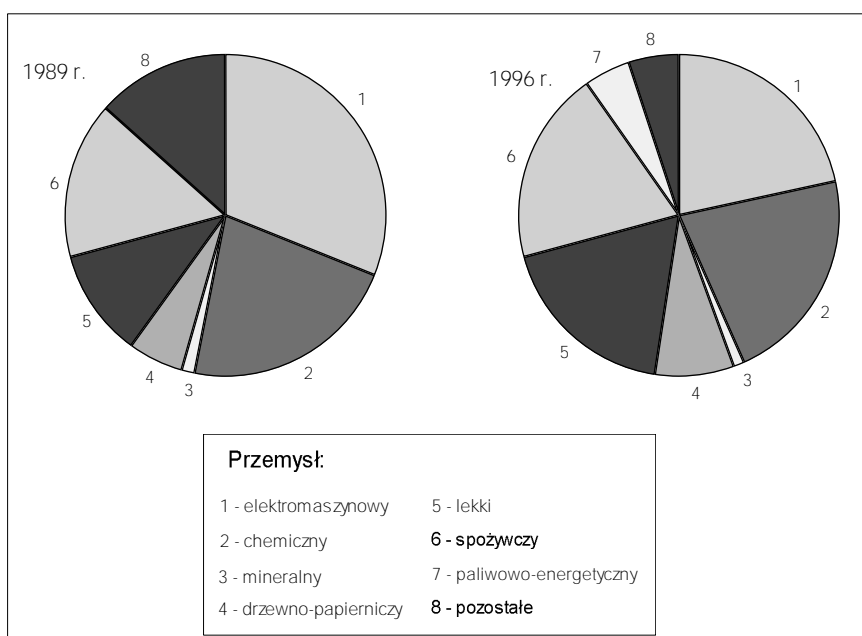 1989 r.
8
1
6
5
4
3
2
1996 r.
7
8
1
6
5
4
3
2
Przemysł:
1 - elektromaszynowy
2 - chemiczny
3 - mineralny
4 - drzewno-papierniczy
5 - lekki
6 - spożywczy
7 - paliwowo-energetyczny
8 - pozostałe